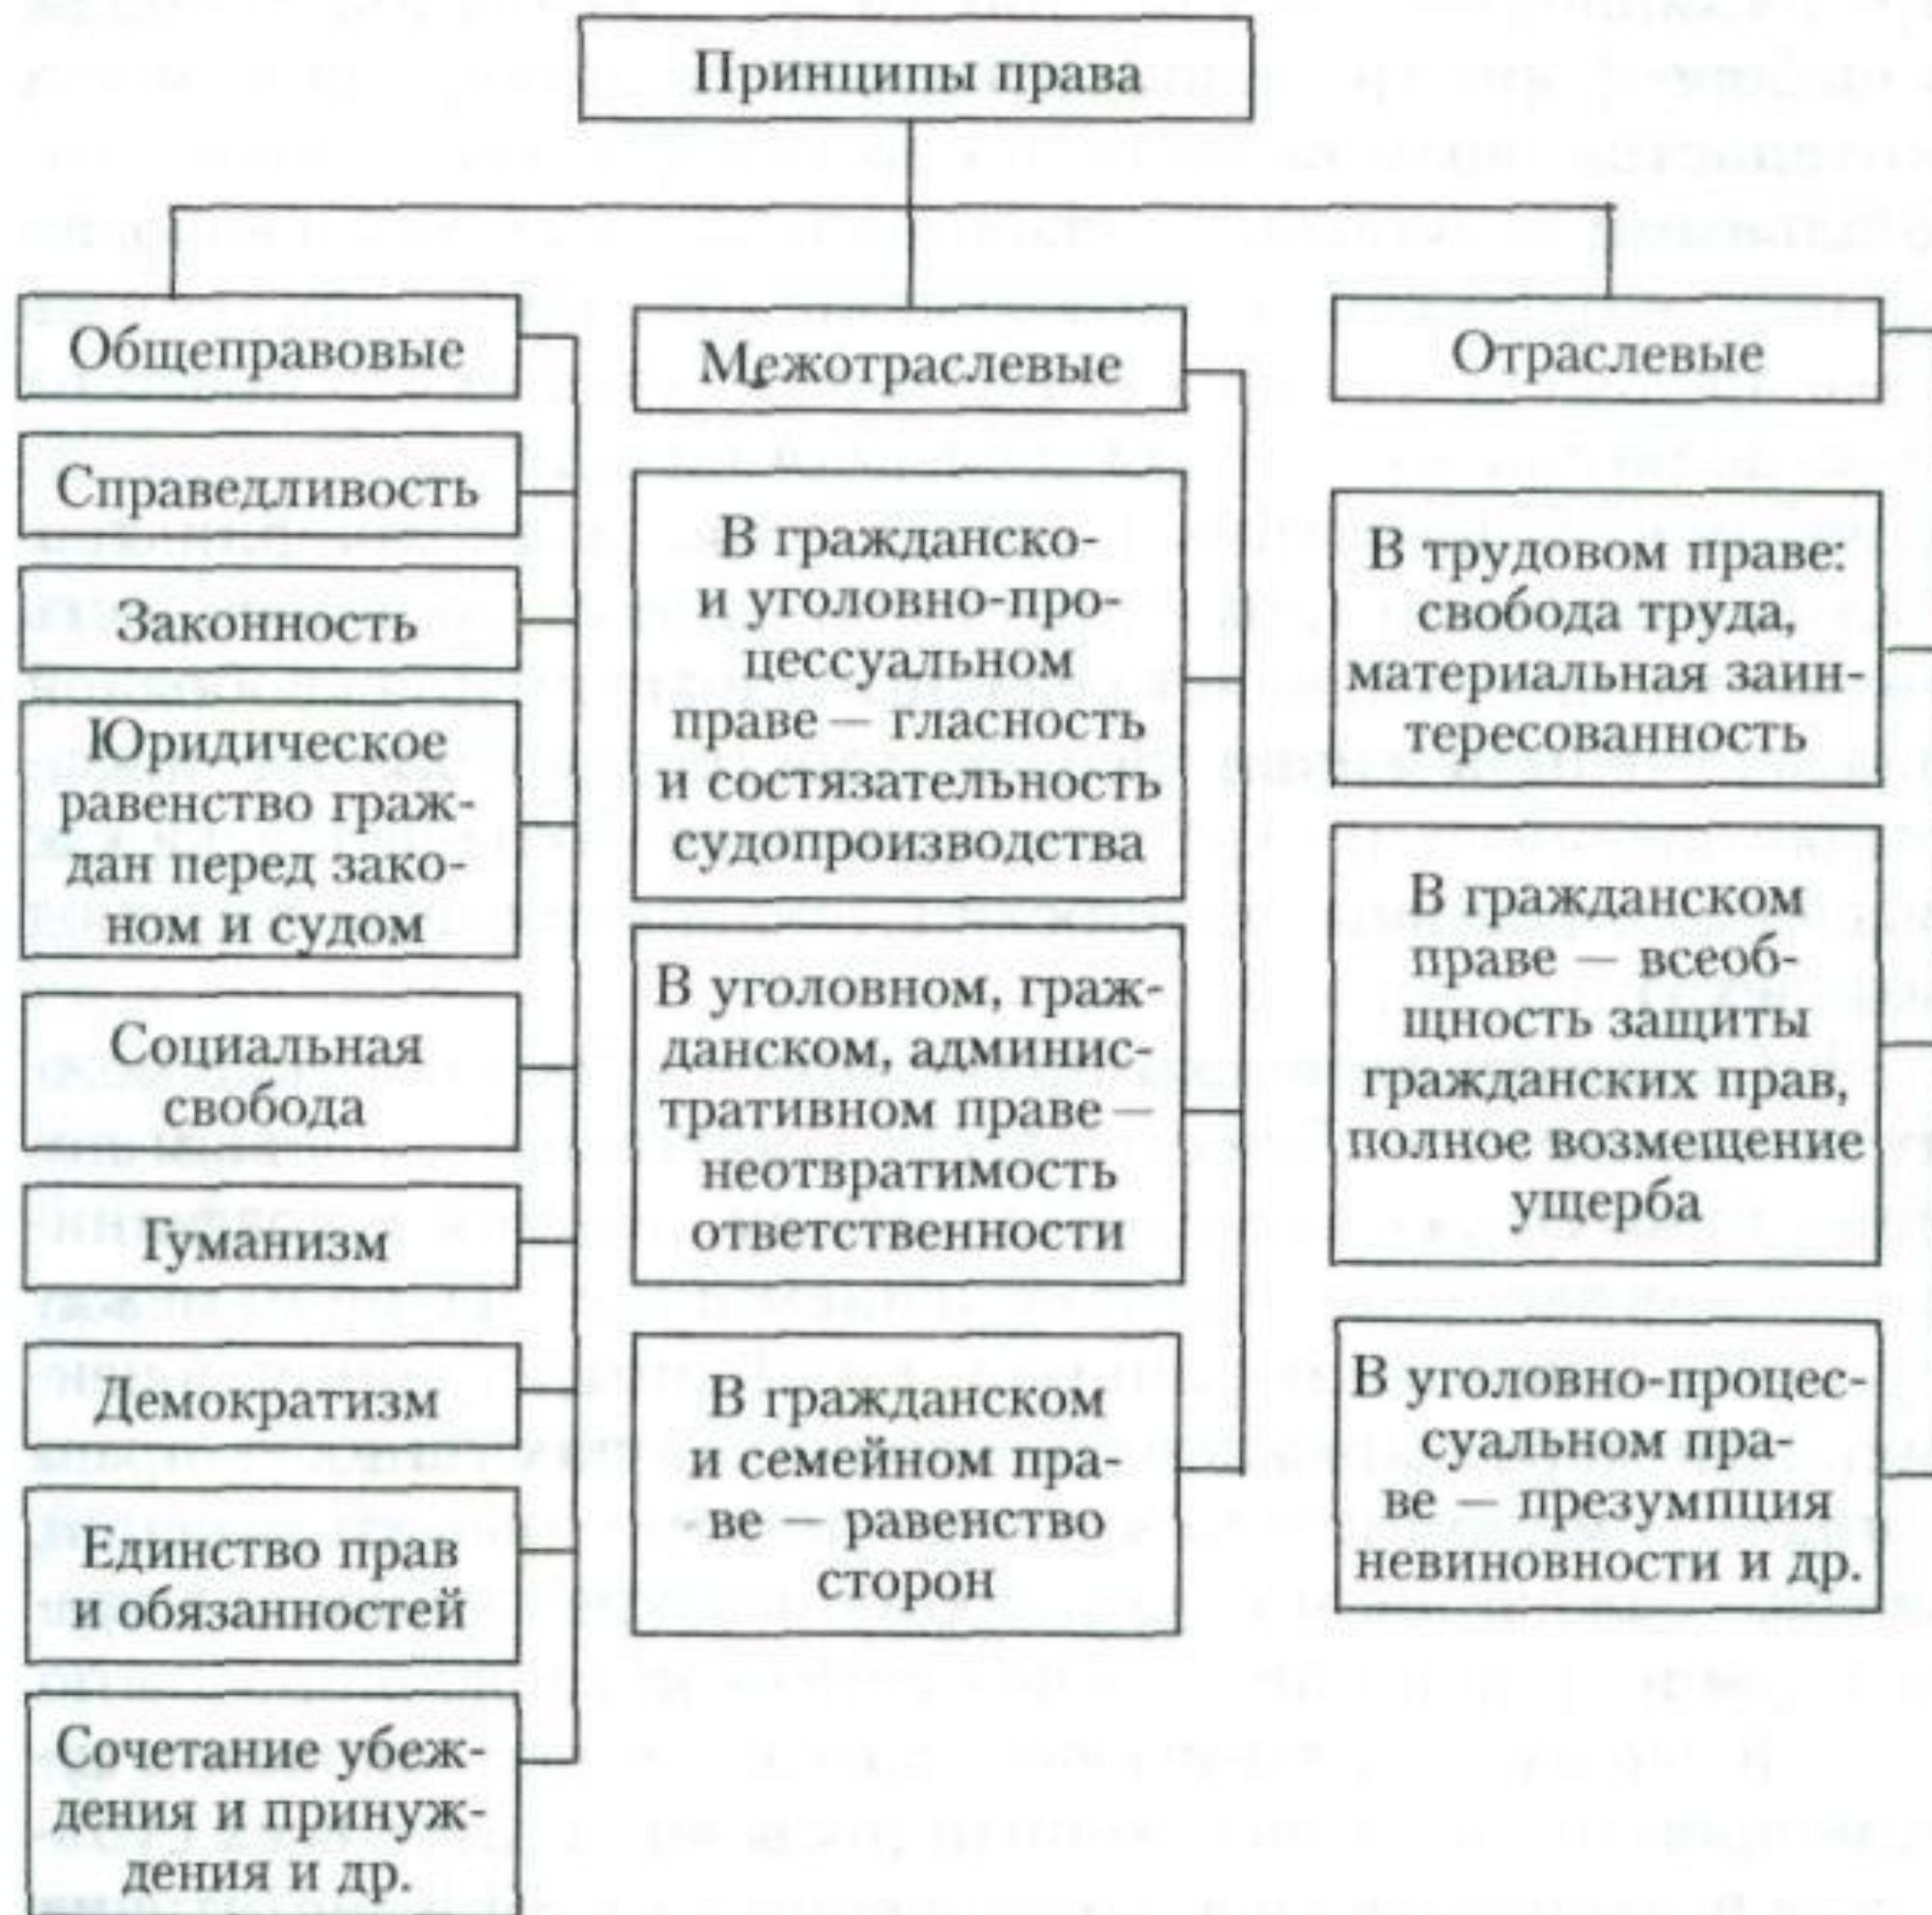 Принципы права
Общеправовые
Справедливость
Законность
Юридическое
равенство граж-
дан перед зако-
ном и судом
Социальная
свобода
Гуманизм
Демократизм
Единство прав
и обязанностей
Сочетание убеж-
дения и принуж-
дения и др.
Межотраслевые
В гражданско-
и уголовно-про-
цессуальном
праве — гласность
и состязательность
судопроизводства
В уголовном, граж-
данском, админис-
тративном праве —
неотвратимость
ответственности
В гражданском
и семейном пра-
ве — равенство
сторон
Отраслевые
В трудовом праве:
свобода труда,
материальная заин-
тересованность
В гражданском
праве — всеоб-
щность защиты
гражданских прав,
полное возмещение
ущерба
В уголовно-процес-
суальном пра-
ве — презумпция
невиновности и др.